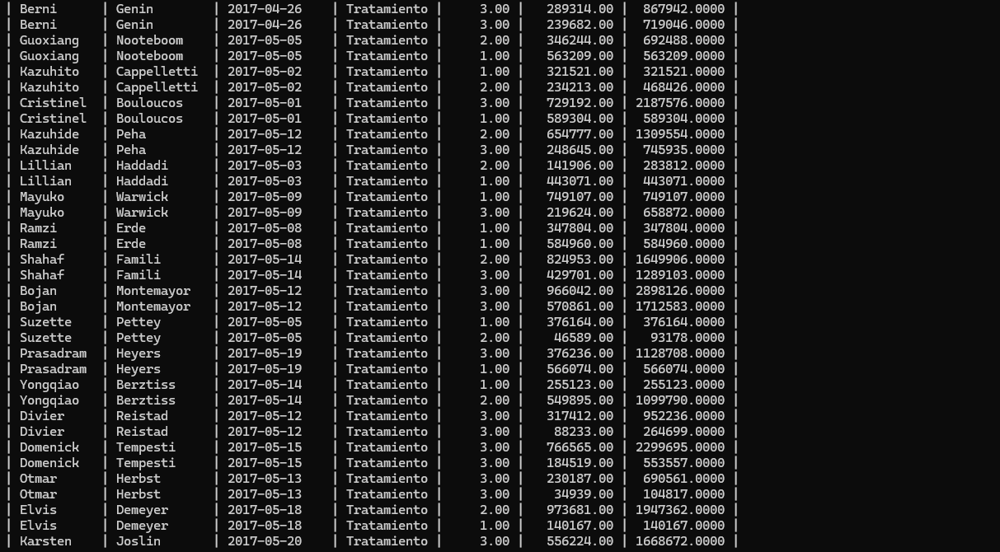 | Berni | Genin | 2017-04-26 | Tratamiento | 3.00 | 289314.00 | 867942.0000 |
| Berni | Genin | 2017-04-26 | Tratamiento | 3.00 | 239682.00 | 719046.0000 |
| Guoxiang | Nooteboom | 2017-05-05 | Tratamiento | 2.00 | 346244.00 | 692488.0000 |
| Guoxiang | Nooteboom | 2017-05-05 | Tratamiento | 1.00 | 563209.00 | 563209.0000 |
| Kazuhito | Cappelletti | 2017-05-02 | Tratamiento | 1.00 | 321521.00 | 321521.0000 |
| Kazuhito | Cappelletti | 2017-05-02 | Tratamiento | 2.00 | 234213.00 | 468426.0000 |
| Cristinel | Bouloucos | 2017-05-01 | Tratamiento | 3.00 | 729192.00 | 2187576.0000 |
| Cristinel | Bouloucos | 2017-05-01 | Tratamiento | 1.00 | 589304.00 | 589304.0000 |
| Kazuhide | Peha | 2017-05-12 | Tratamiento | 2.00 | 654777.00 | 1309554.0000 |
| Kazuhide | Peha | 2017-05-12 | Tratamiento | 3.00 | 248645.00 | 745935.0000 |
| Lillian | Haddadi | 2017-05-03 | Tratamiento | 2.00 | 141906.00 | 283812.0000 |
| Lillian | Haddadi | 2017-05-03 | Tratamiento | 1.00 | 443071.00 | 443071.0000 |
| Mayuko | Warwick | 2017-05-09 | Tratamiento | 1.00 | 749107.00 | 749107.0000 |
| Mayuko | Warwick | 2017-05-09 | Tratamiento | 3.00 | 219624.00 | 658872.0000 |
| Ramzi | Erde | 2017-05-08 | Tratamiento | 1.00 | 347804.00 | 347804.0000 |
| Ramzi | Erde | 2017-05-08 | Tratamiento | 1.00 | 584960.00 | 584960.0000 |
| Shahaf | Famili | 2017-05-14 | Tratamiento | 2.00 | 824953.00 | 1649906.0000 |
| Shahaf | Famili | 2017-05-14 | Tratamiento | 3.00 | 429701.00 | 1289103.0000 |
| Bojan | Montemayor | 2017-05-12 | Tratamiento | 3.00 | 966042.00 | 2898126.0000 |
| Bojan | Montemayor | 2017-05-12 | Tratamiento | 3.00 | 570861.00 | 1712583.0000 |
| Suzette | Pettey | 2017-05-05 | Tratamiento | 1.00 | 376164.00 | 376164.0000 |
| Suzette | Pettey | 2017-05-05 | Tratamiento | 2.00 | 46589.00 | 93178.0000 |
| Prasadram | Heyers | 2017-05-19 | Tratamiento | 3.00 | 376236.00 | 1128708.0000 |
| Prasadram | Heyers | 2017-05-19 | Tratamiento | 1.00 | 566074.00 | 566074.0000 |
| Yongqiao | Berztiss | 2017-05-14 | Tratamiento | 1.00 | 255123.00 | 255123.0000 |
| Yongqiao | Berztiss | 2017-05-14 | Tratamiento | 2.00 | 549895.00 | 1099790.0000 |
| Divier | Reistad | 2017-05-12 | Tratamiento | 3.00 | 317412.00 | 952236.0000 |
| Divier | Reistad | 2017-05-12 | Tratamiento | 3.00 | 88233.00 | 264699.0000 |
| Domenick | Tempesti | 2017-05-15 | Tratamiento | 3.00 | 766565.00 | 2299695.0000 |
| Domenick | Tempesti | 2017-05-15 | Tratamiento | 3.00 | 184519.00 | 553557.0000 |
| Otmar | Herbst | 2017-05-13 | Tratamiento | 3.00 | 230187.00 | 690561.0000 |
| Otmar | Herbst | 2017-05-13 | Tratamiento | 3.00 | 34939.00 | 104817.0000 |
| Elvis | Demeyer | 2017-05-18 | Tratamiento | 2.00 | 973681.00 | 1947362.0000 |
| Elvis | Demeyer | 2017-05-18 | Tratamiento | 1.00 | 140167.00 | 140167.0000 |
| Karsten | Joslin | 2017-05-20 | Tratamiento | 3.00 | 556224.00 | 1668672.0000 |